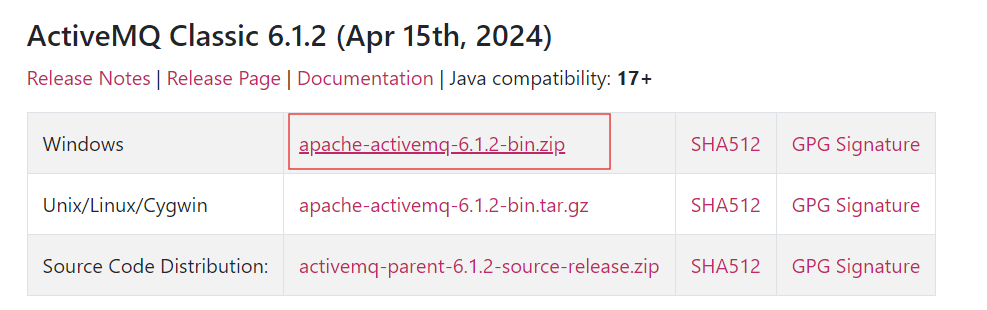 ActiveMQ Classic 6.1.2 (Apr 15th, 2024)
Release Notes | Release Page | Documentation | Java compatibility: 17+
Windows apache-activemq-6.1.2-bin.zip SHA512 GPG Signature
Unix/Linux/Cygwin apache-activemq-6.1.2-bin.tar.gz SHA512 GPG Signature
Source Code Distribution: activemq-parent-6.1.2-source-release.zip SHA512 GPG Signature